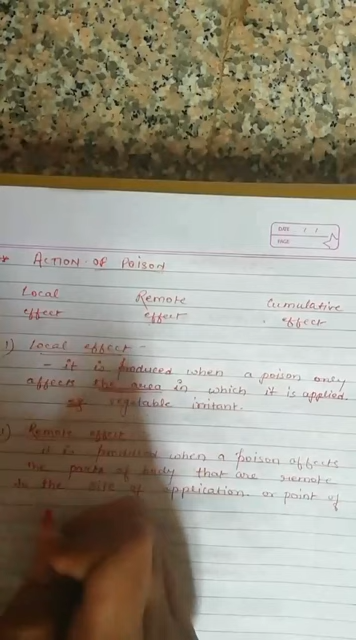 DATE / /
PAGE
* ACTION OF POISON
Local Remote Cumulative
effect effect effect
1) Local effect -
- it is produced when a poison only
affects the area in which it is applied.
eg vegetable irritant.
) Remote effect
it is produced when a poison affects
the parts of body that are remote
to the site of application or point of